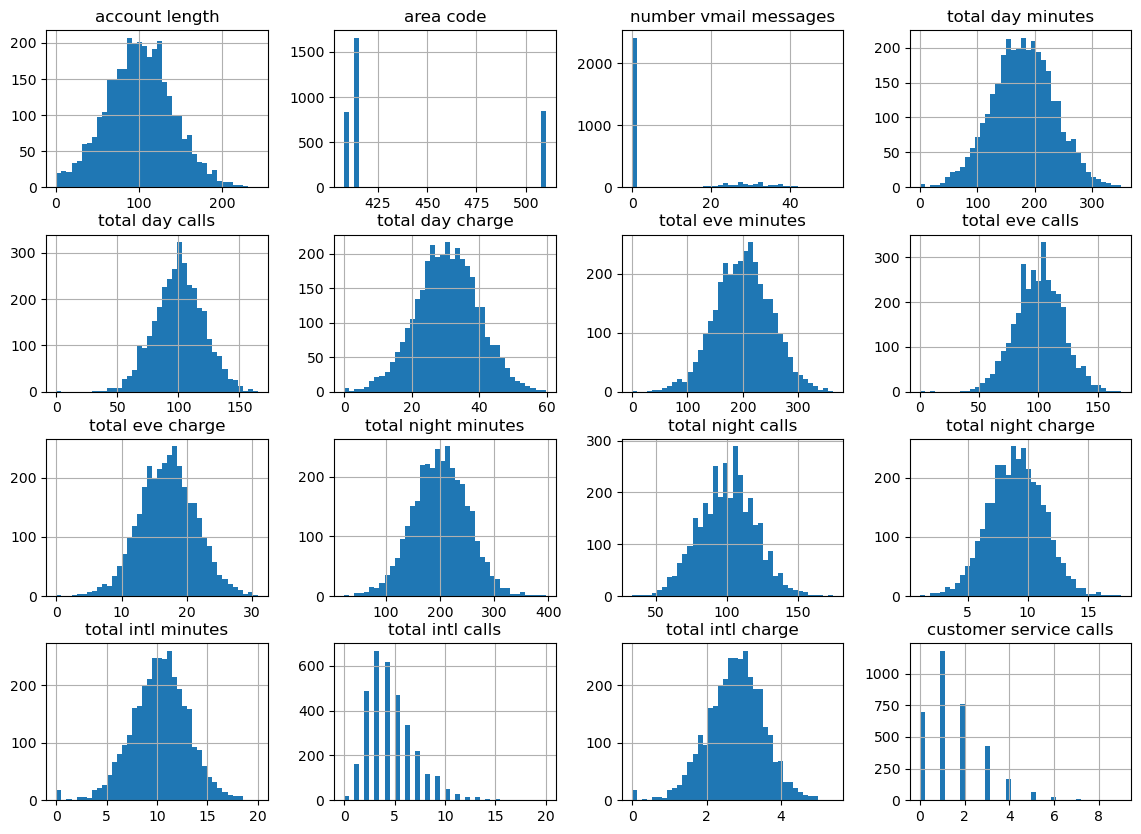 account length
200
150
100
50
0
0 100 200
area code
1500
1000
500
0
425 450 475 500
number vmail messages
2000
1000
0
0 20 40
total day minutes
200
150
100
50
0
0 100 200 300
total day calls
300
200
100
0
0 50 100 150
total day charge
200
150
100
50
0
0 20 40 60
total eve minutes
200
100
0
0 100 200 300
total eve calls
300
200
100
0
0 50 100 150
total eve charge
200
100
0
0 10 20 30
total night minutes
200
100
0
100 200 300 400
total night calls
300
200
100
0
50 100 150
total night charge
200
100
0
5 10 15
total intl minutes
200
100
0
0 5 10 15 20
total intl calls
600
400
200
0
0 5 10 15 20
total intl charge
200
100
0
0 2 4
customer service calls
1000
750
500
250
0
0 2 4 6 8